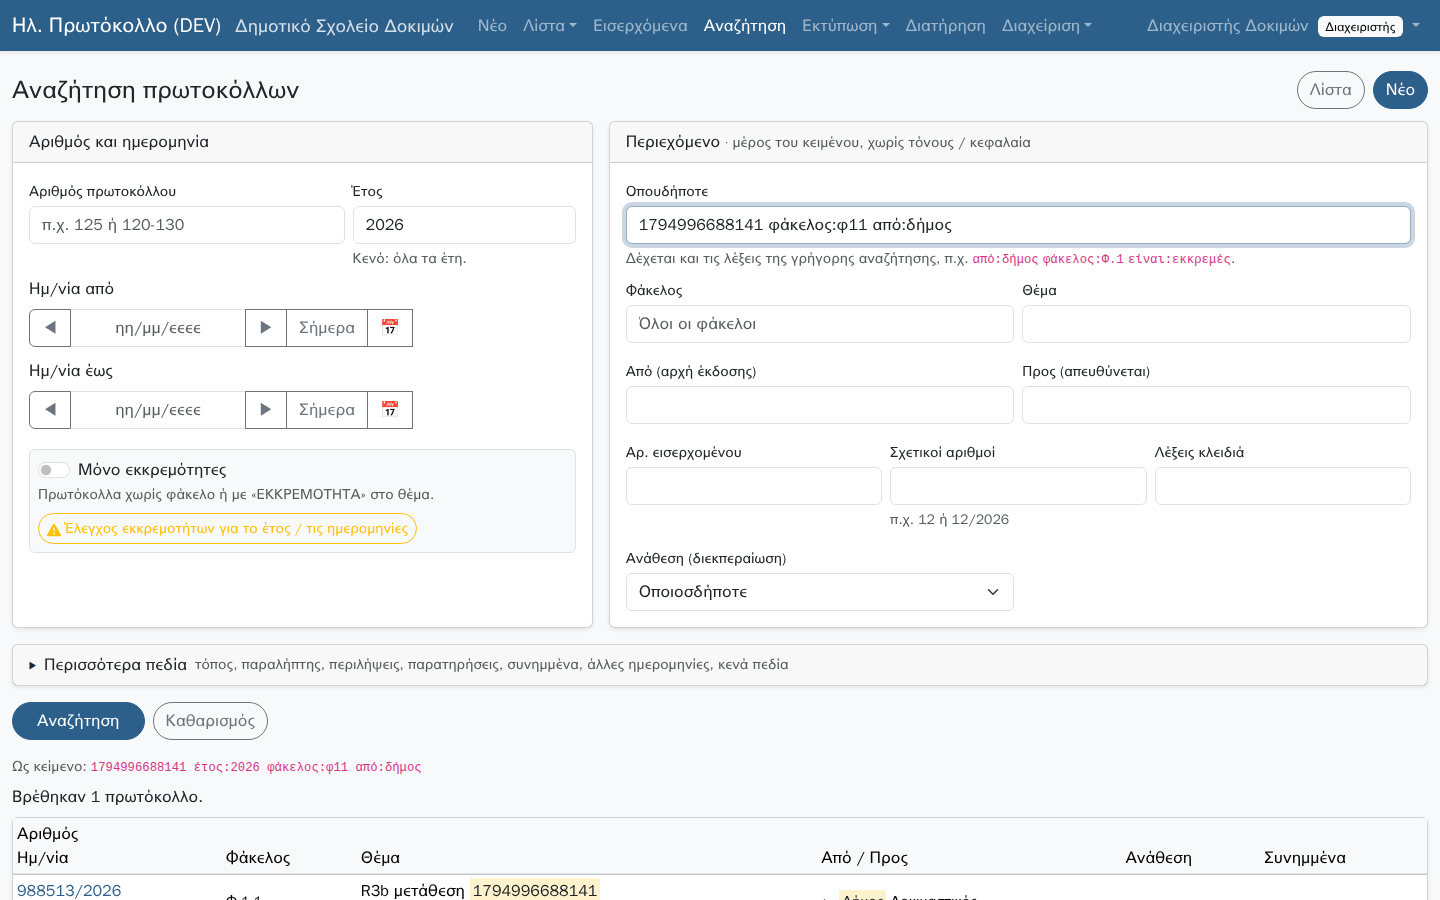 Ηλ. Πρωτόκολλο (DEV) Δημοτικό Σχολείο Δοκιμών Νέο Λίστα Εισερχόμενα Αναζήτηση Εκτύπωση Διατήρηση Διαχείριση Διαχειριστής Δοκιμών Διαχειριστής
Αναζήτηση πρωτοκόλλων Λίστα Νέο
Αριθμός και ημερομηνία
Αριθμός πρωτοκόλλου Έτος
π.χ. 125 ή 120-130 2026
Κενό: όλα τα έτη.
Ημ/νία από
◀ ηη/μμ/εεεε ▶ Σήμερα 📅
Ημ/νία έως
◀ ηη/μμ/εεεε ▶ Σήμερα 📅
Μόνο εκκρεμότητες
Πρωτόκολλα χωρίς φάκελο ή με «ΕΚΚΡΕΜΟΤΗΤΑ» στο θέμα.
Έλεγχος εκκρεμοτήτων για το έτος / τις ημερομηνίες
Περιεχόμενο · μέρος του κειμένου, χωρίς τόνους / κεφαλαία
Οπουδήποτε
1794996688141 φάκελος:φ11 από:δήμος
Δέχεται και τις λέξεις της γρήγορης αναζήτησης, π.χ. από:δήμος φάκελος:Φ.1 είναι:εκκρεμές.
Φάκελος Θέμα
Όλοι οι φάκελοι
Από (αρχή έκδοσης) Προς (απευθύνεται)
Αρ. εισερχομένου Σχετικοί αριθμοί Λέξεις κλειδιά
π.χ. 12 ή 12/2026
Ανάθεση (διεκπεραίωση)
Οποιοσδήποτε
▸ Περισσότερα πεδία τόπος, παραλήπτης, περιλήψεις, παρατηρήσεις, συνημμένα, άλλες ημερομηνίες, κενά πεδία
Αναζήτηση Καθαρισμός
Ως κείμενο: 1794996688141 έτος:2026 φάκελος:φ11 από:δήμος
Βρέθηκαν 1 πρωτόκολλο.
Αριθμός
Ημ/νία Φάκελος Θέμα Από / Προς Ανάθεση Συνημμένα
988513/2026 R3b μετάθεση 1794996688141